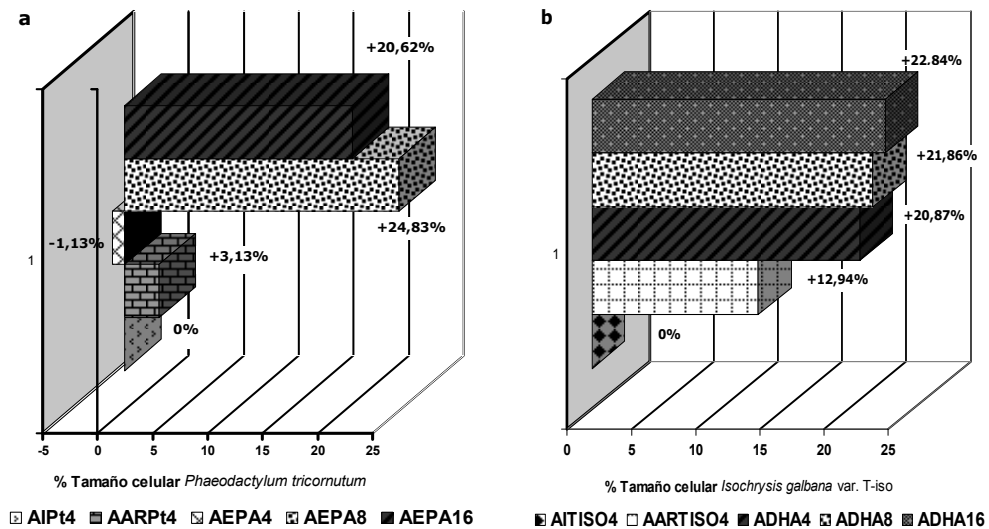 a
+20,62%
+24,83%
-1,13%
+3,13%
0%
1
-5 0 5 10 15 20 25
% Tamaño celular Phaeodactylum tricornutum
AIPt4 AARPt4 AEPA4 AEPA8 AEPA16
b
+22.84%
+21,86%
+20,87%
+12,94%
0%
1
0 5 10 15 20 25
% Tamaño celular Isochrysis galbana var. T-iso
AITISO4 AARTISO4 ADHA4 ADHA8 ADHA16